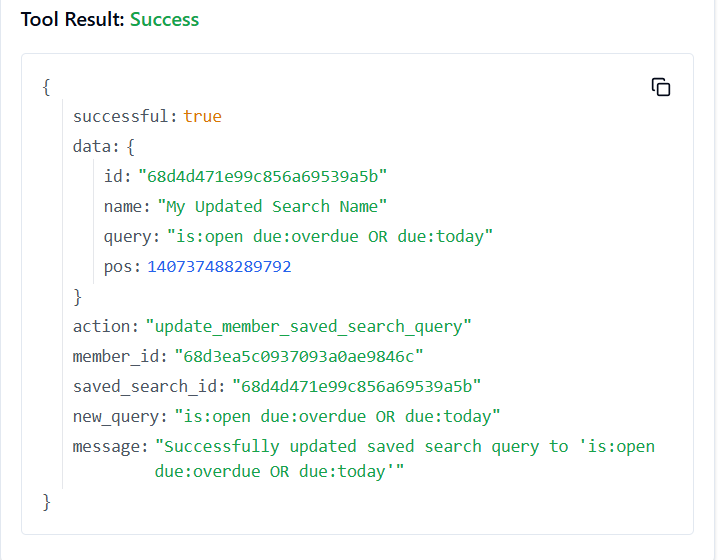 Tool Result: Success
{
successful: true
data: {
id: "68d4d471e99c856a69539a5b"
name: "My Updated Search Name"
query: "is:open due:overdue OR due:today"
pos: 140737488289792
}
action: "update_member_saved_search_query"
member_id: "68d3ea5c0937093a0ae9846c"
saved_search_id: "68d4d471e99c856a69539a5b"
new_query: "is:open due:overdue OR due:today"
message: "Successfully updated saved search query to 'is:open
due:overdue OR due:today'"
}